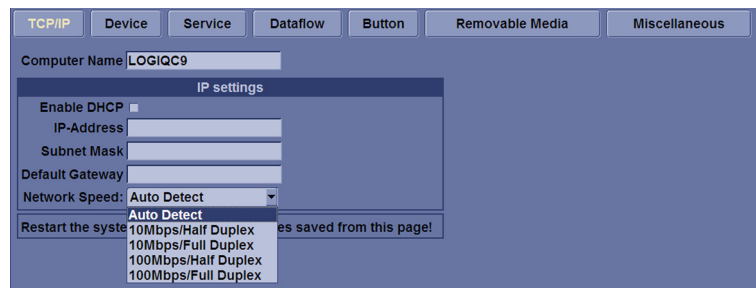 TCP/IP Device Service Dataflow Button Removable Media Miscellaneous
Computer Name LOGIQC9
IP settings
Enable DHCP
IP-Address
Subnet Mask
Default Gateway
Network Speed: Auto Detect
Auto Detect
Restart the syste es saved from this page!
10Mbps/Half Duplex
10Mbps/Full Duplex
100Mbps/Half Duplex
100Mbps/Full Duplex